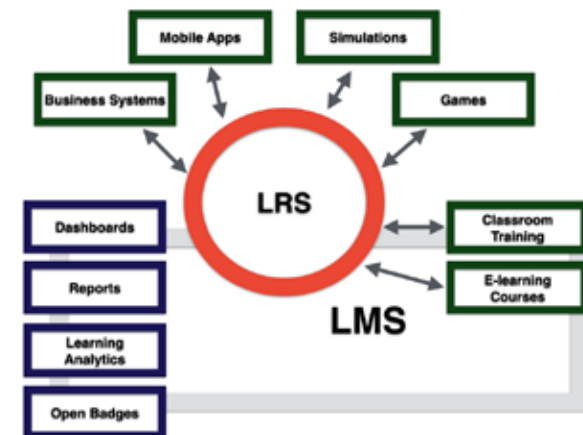 Mobile Apps
Simulations
Business Systems
Games
LRS
Dashboards
Classroom
Training
Reports
E-learning
Courses
LMS
Learning
Analytics
Open Badges